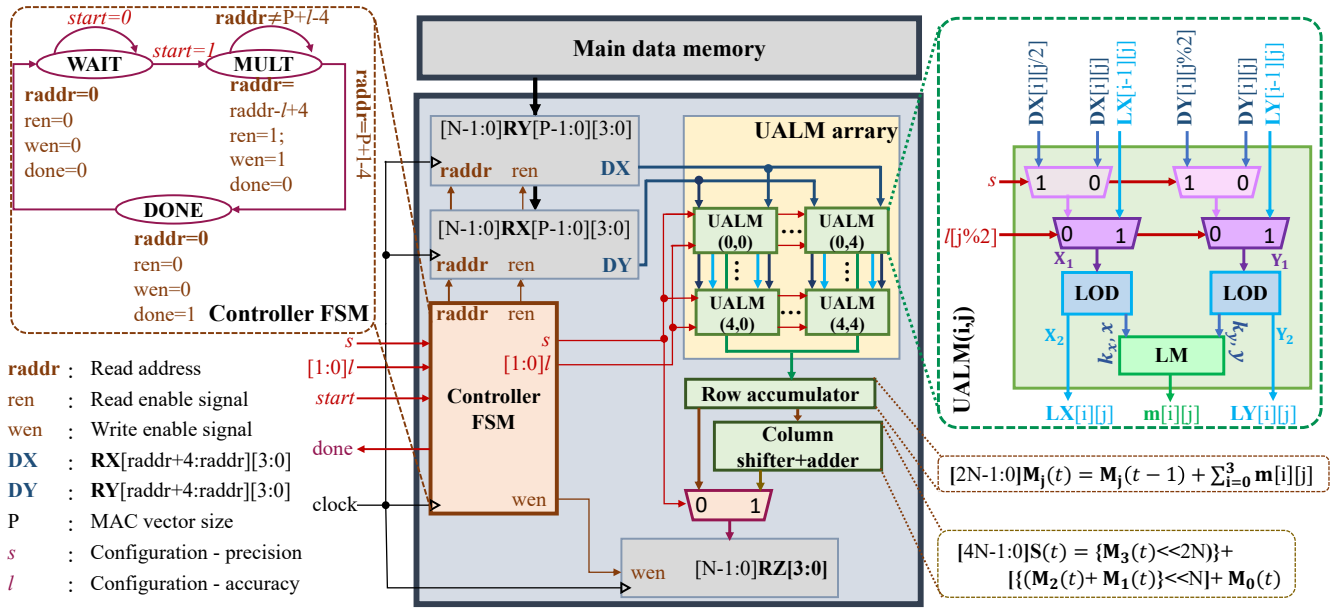 start=0
raddr≠P+l-4
start=1
WAIT
MULT
raddr=0
ren=0
wen=0
done=0
raddr=
raddr-l+4
ren=1;
wen=1
done=0
raddr=P+l-4
DONE
raddr=0
ren=0
wen=0
done=1
Controller FSM
raddr : Read address
ren : Read enable signal
wen : Write enable signal
DX : RX[raddr+4:raddr][3:0]
DY : RY[raddr+4:raddr][3:0]
P : MAC vector size
s : Configuration - precision
l : Configuration - accuracy
Main data memory
[N-1:0]RY[P-1:0][3:0]
raddr
ren
DX
[N-1:0]RX[P-1:0][3:0]
raddr
ren
DY
raddr
ren
s
[1:0]l
start
done
clock
Controller
FSM
s
[1:0]l
wen
UALM arrary
UALM
(0,0)
...
UALM
(0,4)
...
...
UALM
(4,0)
...
UALM
(4,4)
Row accumulator
Column
shifter+adder
0
1
wen
[N-1:0]RZ[3:0]
DX[i][j/2]
DX[i][j]
LX[i-1][j]
DY[i][j%2]
DY[i][j]
LY[i-1][j]
s
1
0
1
0
l[j%2]
0
1
0
1
X1
Y1
LOD
LOD
X2
kx, x
ky, y
Y2
LM
LX[i][j]
m[i][j]
LY[i][j]
UALM(i,j)
[2N-1:0]Mj(t) = Mj(t − 1) + ∑³ᵢ₌₀ m[i][j]
[4N-1:0]S(t) = {M3(t)<<2N)}+
[{(M2(t)+ M1(t)}<<N]+ M0(t)